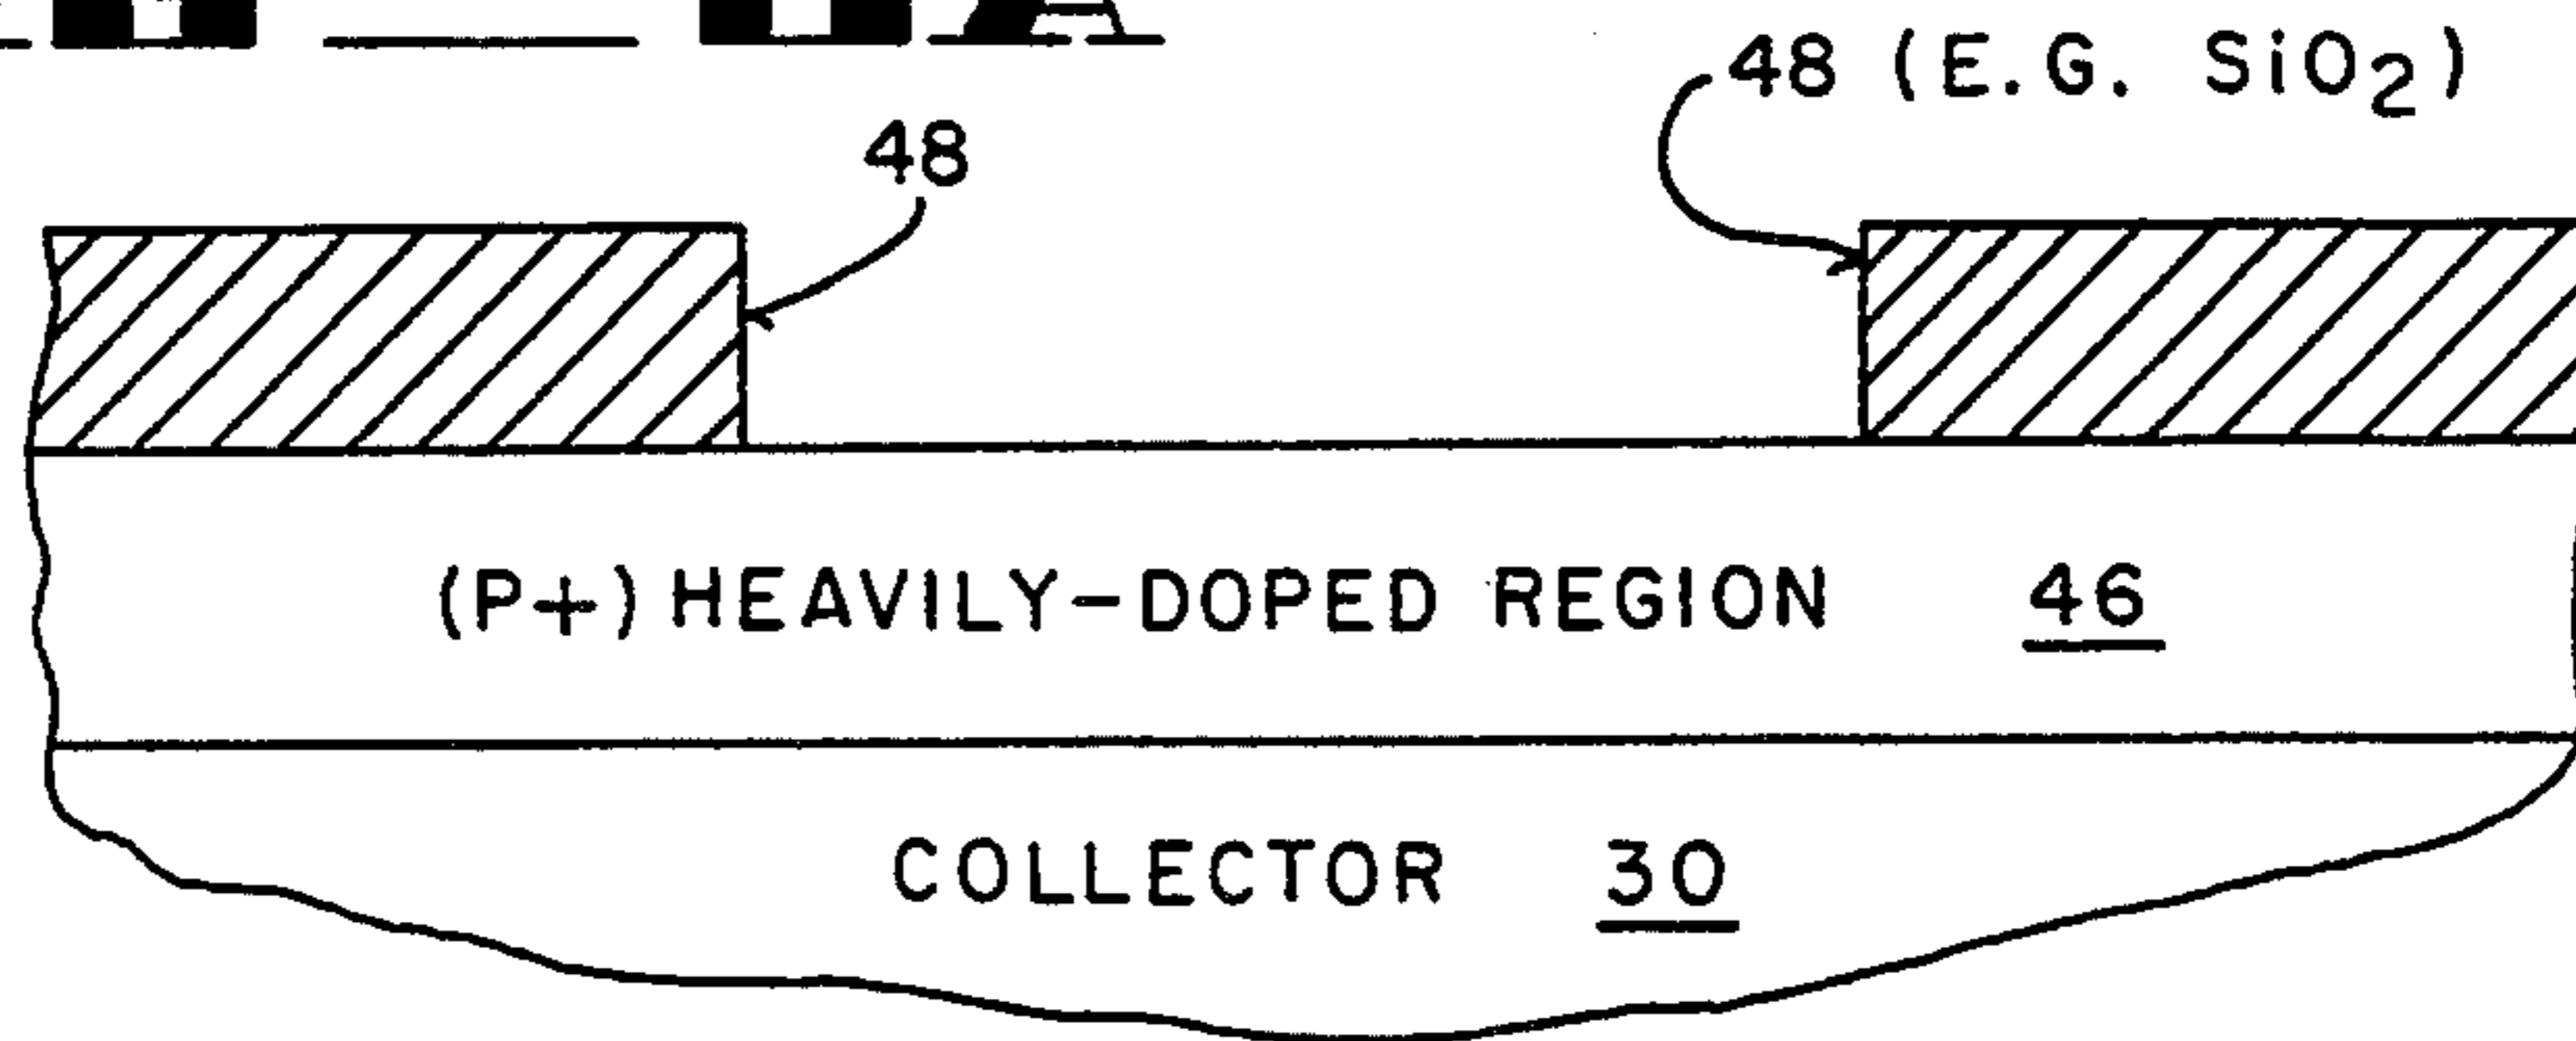 48 (E.G. SiO₂)
48
(P+) HEAVILY-DOPED REGION 46
COLLECTOR 30